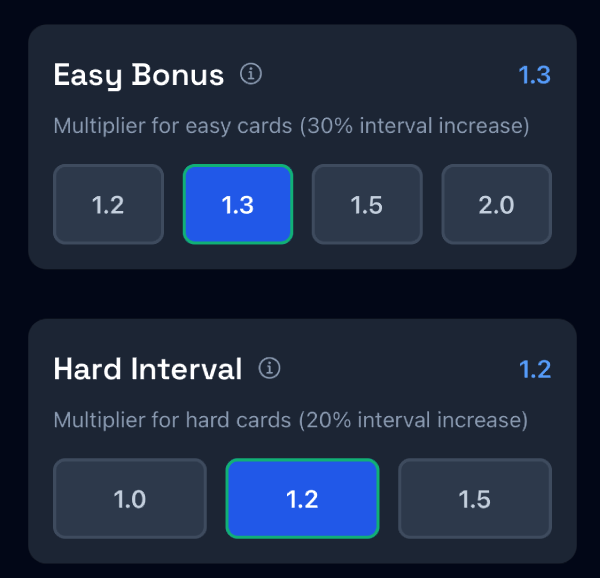 Easy Bonus
1.3
Multiplier for easy cards (30% interval increase)
1.2 1.3 1.5 2.0
Hard Interval
1.2
Multiplier for hard cards (20% interval increase)
1.0 1.2 1.5